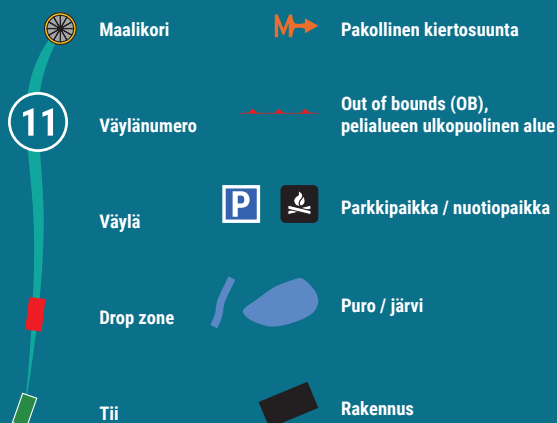 Maalikori
11
Väylänumero
Väylä
Drop zone
Tii
M
Pakollinen kiertosuunta
Out of bounds (OB),
pelialueen ulkopuolinen alue
P
Parkkipaikka / nuotiopaikka
Puro / järvi
Rakennus